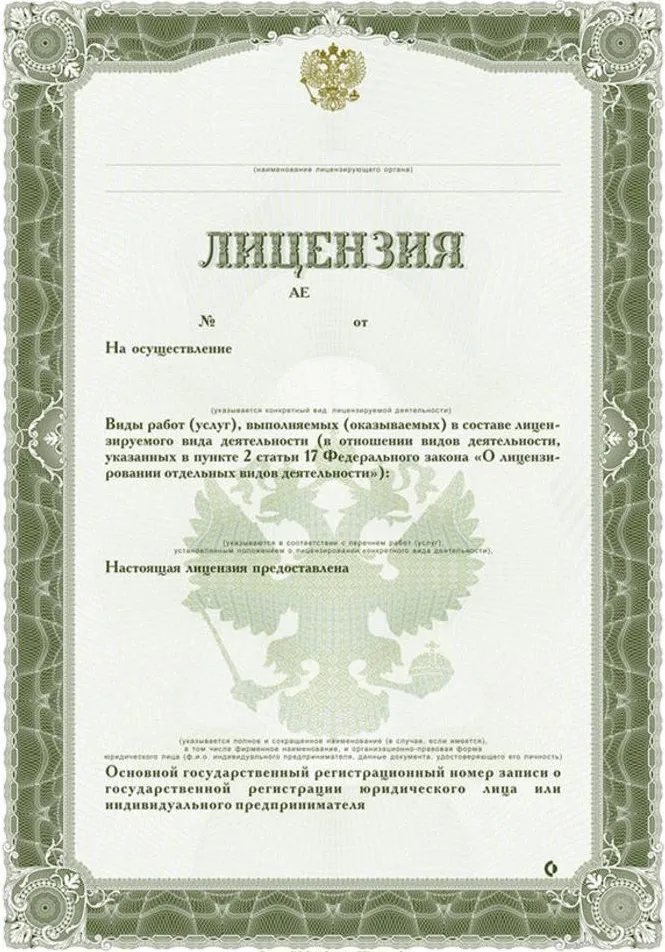 (наименование лицензирующего органа)
ЛИЦЕНЗИЯ
АЕ
№ от
На осуществление
(указывается конкретный вид лицензируемой деятельности)
Виды работ (услуг), выполняемых (оказываемых) в составе лицен-
зируемого вида деятельности (в отношении видов деятельности,
указанных в пункте 2 статьи 17 Федерального закона «О лицензи-
ровании отдельных видов деятельности»):
(указываются в соответствии с перечнем работ (услуг),
установленным положением о лицензировании конкретного вида деятельности).
Настоящая лицензия предоставлена
(указывается полное и сокращенное наименование (в случае, если имеется),
в том числе фирменное наименование, и организационно-правовая форма
юридического лица (ф.и.о. индивидуального предпринимателя, данные документа, удостоверяющего его личность)
Основной государственный регистрационный номер записи о
государственной регистрации юридического лица или
индивидуального предпринимателя